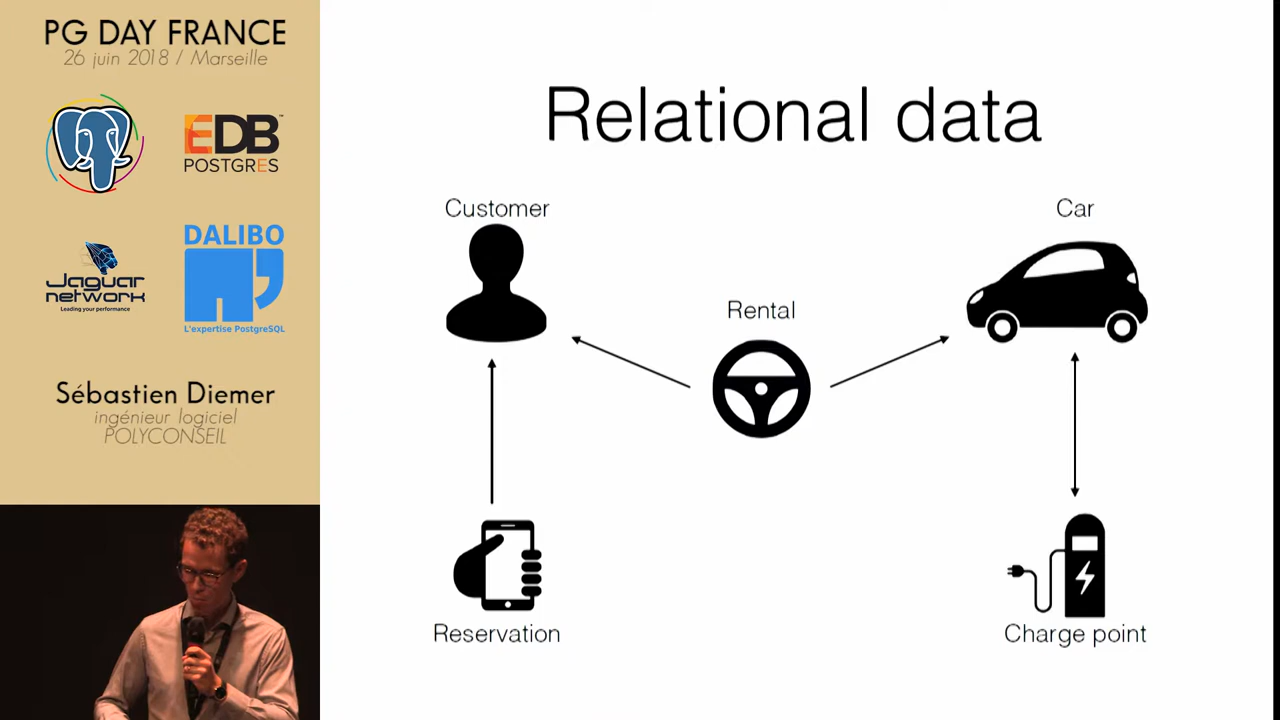 PG DAY FRANCE
26 juin 2018 / Marseille
EDB™
POSTGRES
Jaguar
network
Leading your performance
DALIBO
L'expertise PostgreSQL
Sébastien Diemer
ingénieur logiciel
POLYCONSEIL
Relational data
Customer
Car
Rental
Reservation
Charge point